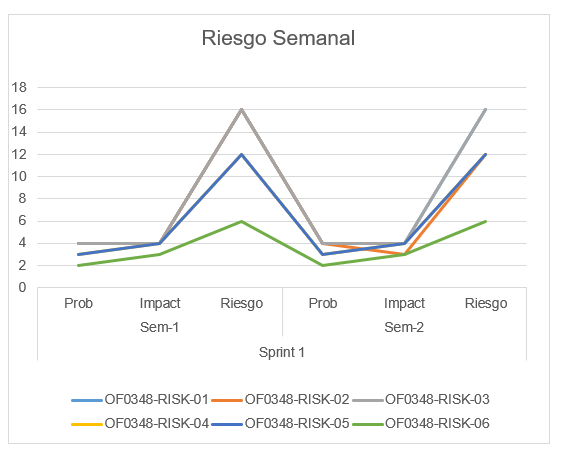 Riesgo Semanal
18
16
14
12
10
8
6
4
2
0
Prob Impact Riesgo Prob Impact Riesgo
Sem-1 Sem-2
Sprint 1
OF0348-RISK-01 OF0348-RISK-02 OF0348-RISK-03
OF0348-RISK-04 OF0348-RISK-05 OF0348-RISK-06